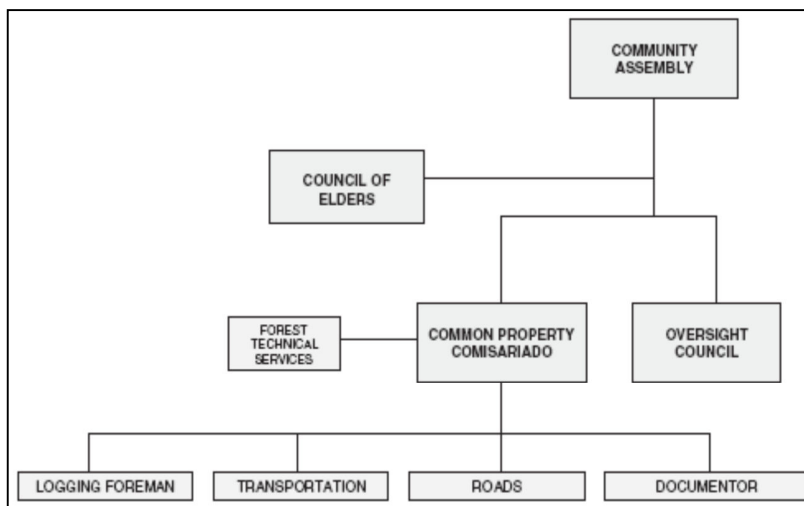 COMMUNITY
ASSEMBLY
COUNCIL OF
ELDERS
FOREST
TECHNICAL
SERVICES
COMMON PROPERTY
COMISARIADO
OVERSIGHT
COUNCIL
LOGGING FOREMAN
TRANSPORTATION
ROADS
DOCUMENTOR